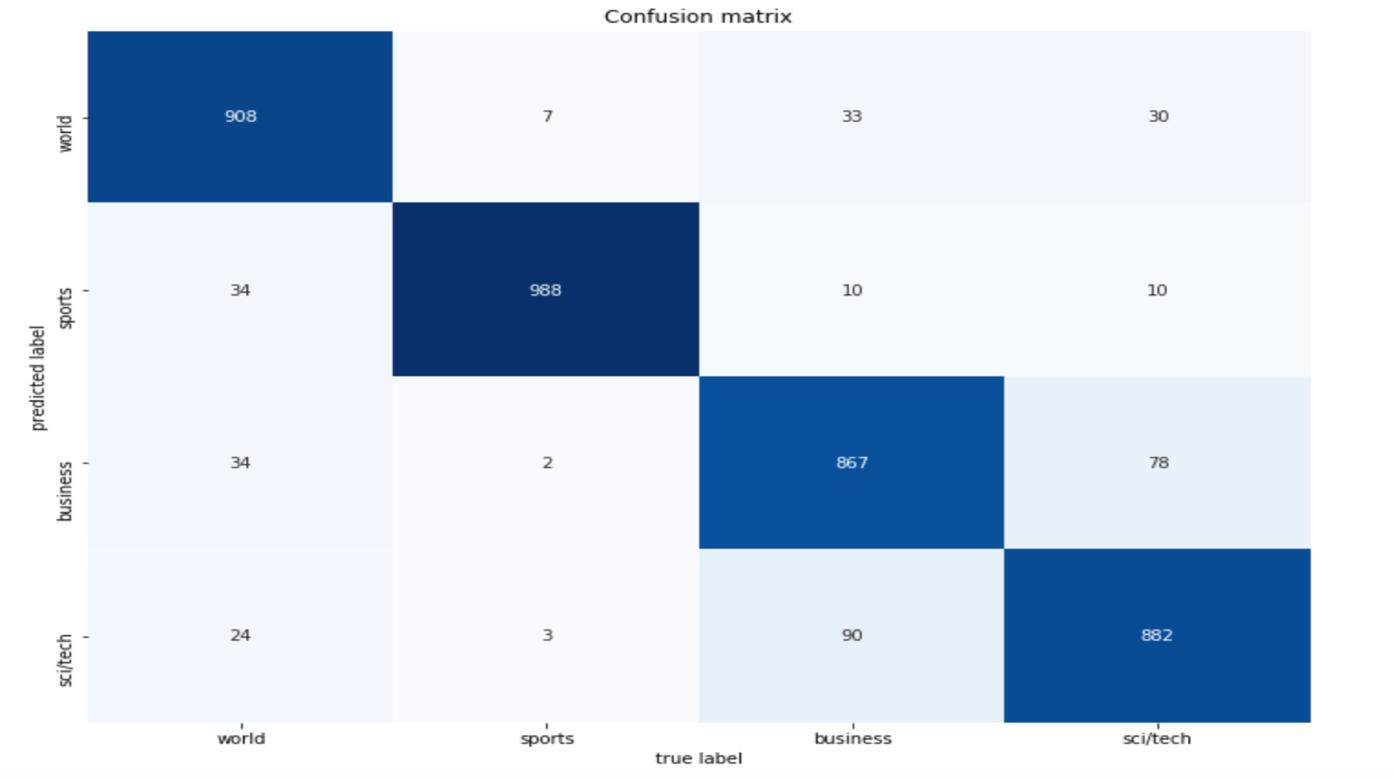 Confusion matrix
world
908 7 33 30
sports
34 988 10 10
predicted label
business
34 2 867 78
sci/tech
24 3 90 882
world sports business sci/tech
true label